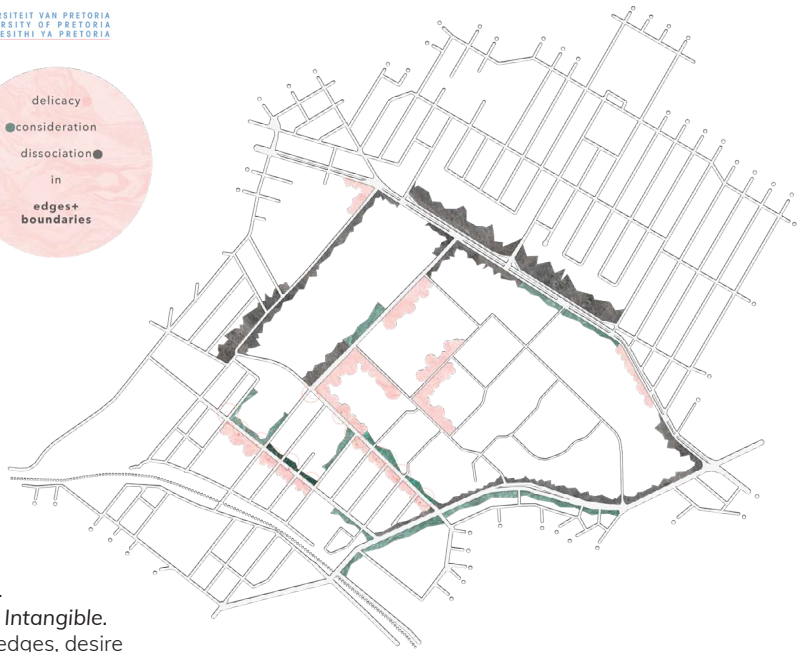 RSITEIT VAN PRETORIA
RSITY OF PRETORIA
ESITHI YA PRETORIA
delicacy
consideration
dissociation
in
edges+
boundaries
Intangible.
edges, desire